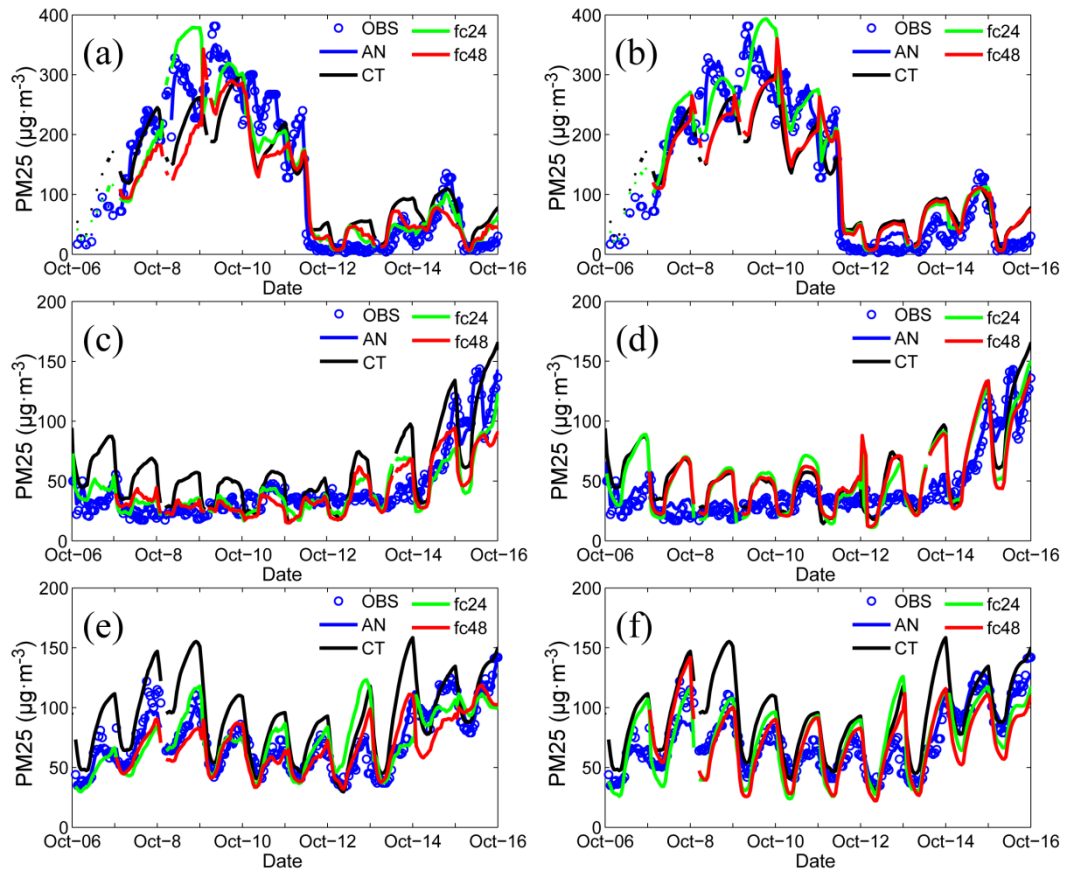 (a)
OBS fc24
AN fc48
CT
PM25 (μg·m⁻³)
400
300
200
100
0
Oct−06 Oct−8 Oct−10 Oct−12 Oct−14 Oct−16
Date
(b)
OBS fc24
AN fc48
CT
PM25 (μg·m⁻³)
400
300
200
100
0
Oct−06 Oct−8 Oct−10 Oct−12 Oct−14 Oct−16
Date
(c)
OBS fc24
AN fc48
CT
PM25 (μg·m⁻³)
200
150
100
50
0
Oct−06 Oct−8 Oct−10 Oct−12 Oct−14 Oct−16
Date
(d)
OBS fc24
AN fc48
CT
PM25 (μg·m⁻³)
200
150
100
50
0
Oct−06 Oct−8 Oct−10 Oct−12 Oct−14 Oct−16
Date
(e)
OBS fc24
AN fc48
CT
PM25 (μg·m⁻³)
200
150
100
50
0
Oct−06 Oct−8 Oct−10 Oct−12 Oct−14 Oct−16
Date
(f)
OBS fc24
AN fc48
CT
PM25 (μg·m⁻³)
200
150
100
50
0
Oct−06 Oct−8 Oct−10 Oct−12 Oct−14 Oct−16
Date